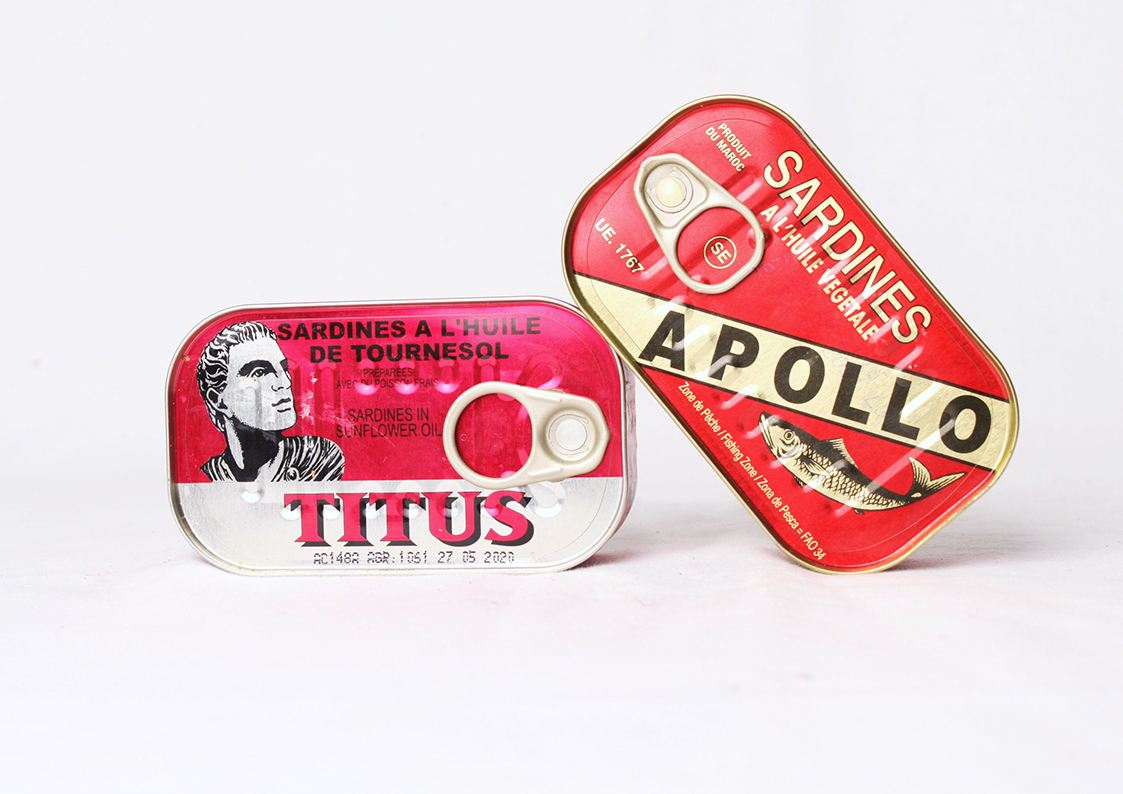 SARDINES A L'HUILE
DE TOURNESOL
PRÉPARÉES
AVEC DU POISSON FRAIS
SARDINES IN
SUNFLOWER OIL
TITUS
AC148A AGR:1061 27 05 2020
PRODUIT
DU MAROC
SARDINES
A L'HUILE VEGETALE
UE. 1767
SE
APOLLO
Zone de Pêche / Fishing Zone / Zona de Pesca = FAO 34